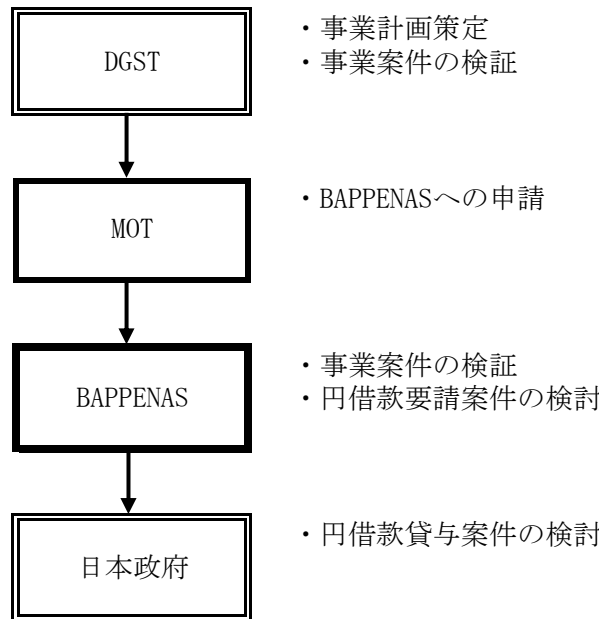 DGST
・事業計画策定
・事業案件の検証
MOT
・BAPPENASへの申請
BAPPENAS
・事業案件の検証
・円借款要請案件の検討
日本政府
・円借款貸与案件の検討